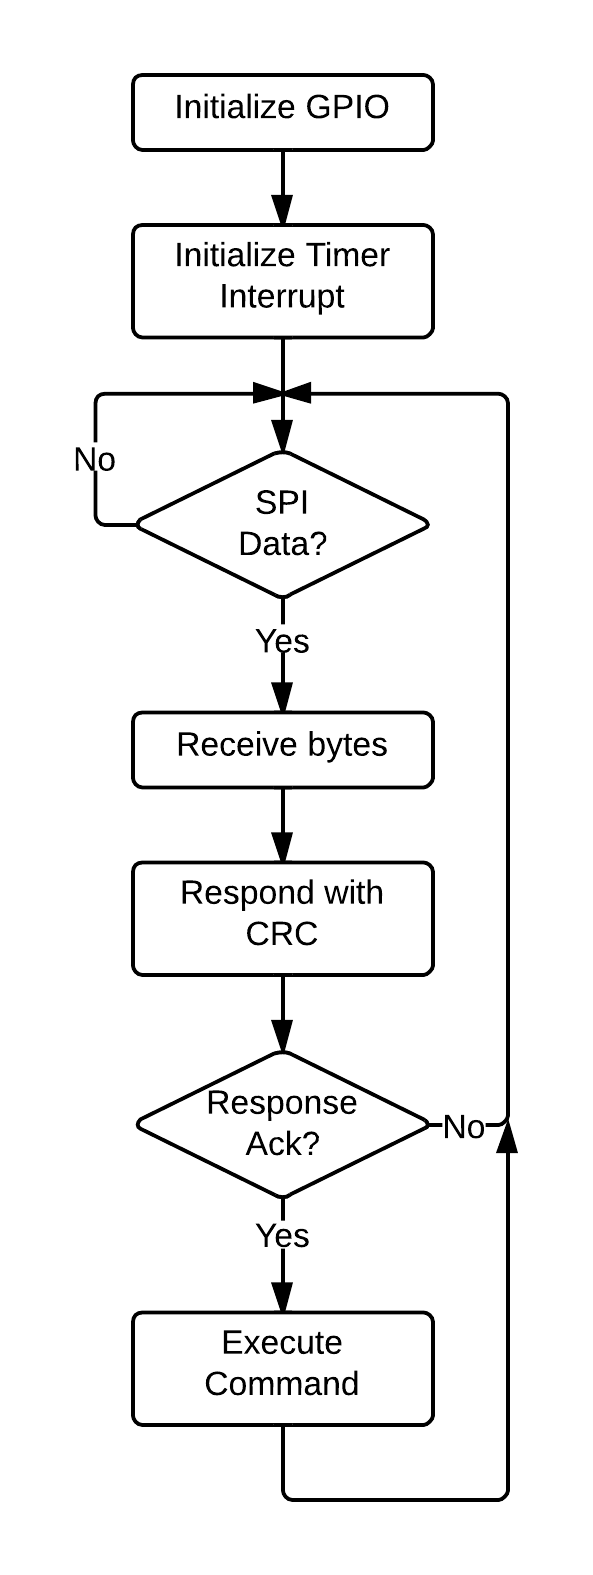 Initialize GPIO
Initialize Timer
Interrupt
No
SPI
Data?
Yes
Receive bytes
Respond with
CRC
Response
Ack?
No
Yes
Execute
Command